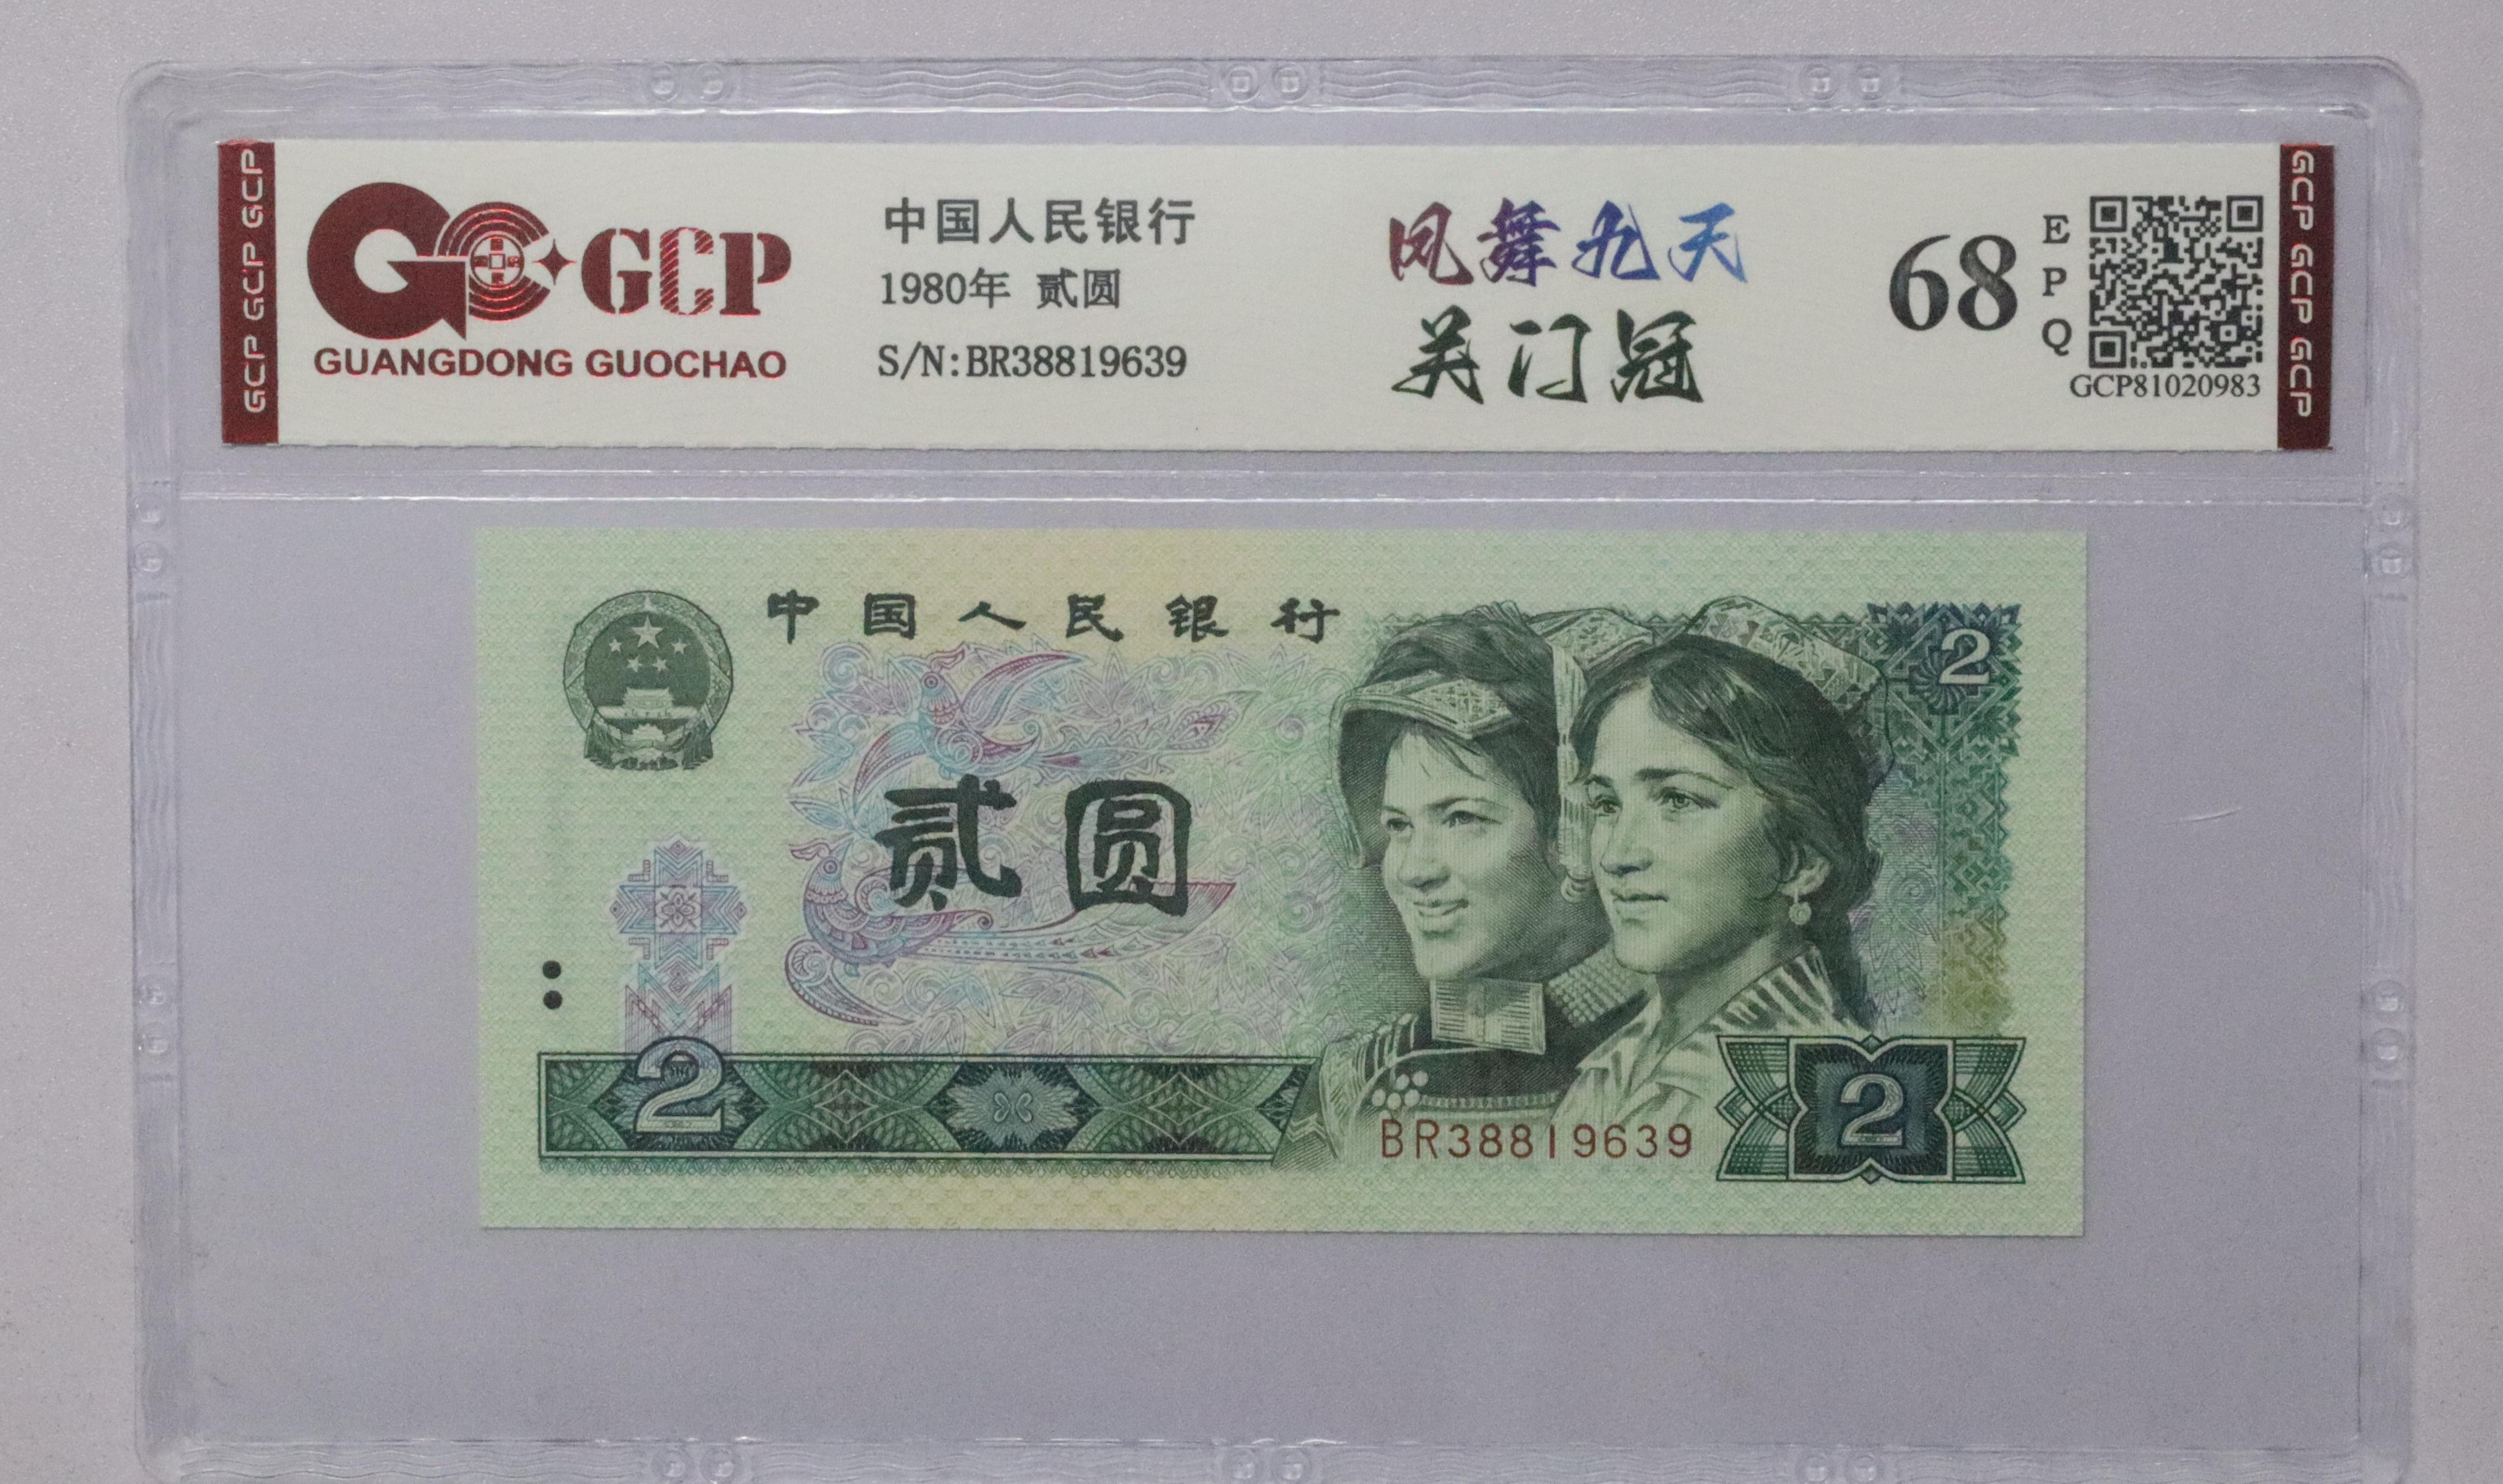 GCP GCP GCP
GCP
GUANGDONG GUOCHAO
中国人民银行
1980年 贰圆
S/N:BR38819639
凤舞九天
关门冠
68
EPQ
GCP81020983
GCP GCP GCP
中国人民银行
2
贰圆
2
BR38819639
2